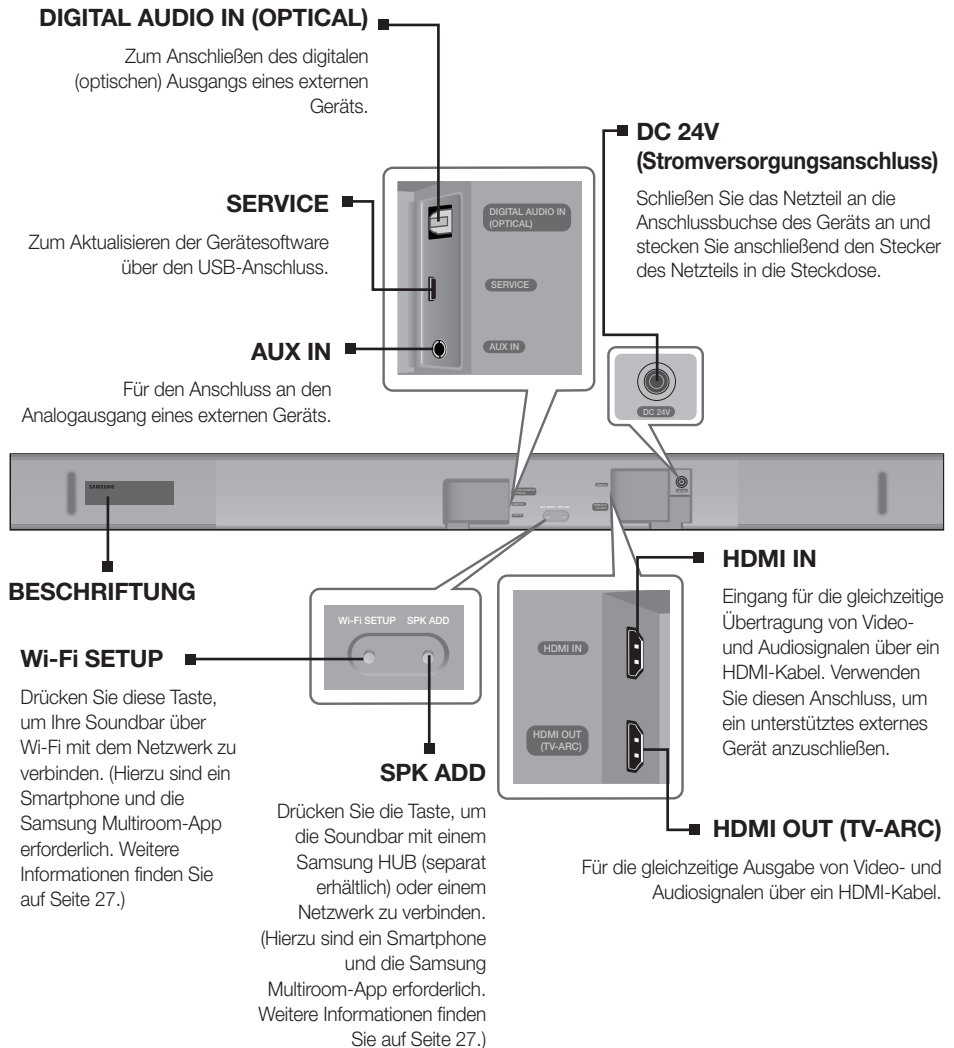 DIGITAL AUDIO IN (OPTICAL)
Zum Anschließen des digitalen
(optischen) Ausgangs eines externen
Geräts.
DC 24V
(Stromversorgungsanschluss)
Schließen Sie das Netzteil an die
Anschlussbuchse des Geräts an und
stecken Sie anschließend den Stecker
des Netzteils in die Steckdose.
SERVICE
Zum Aktualisieren der Gerätesoftware
über den USB-Anschluss.
AUX IN
Für den Anschluss an den
Analogausgang eines externen Geräts.
DIGITAL AUDIO IN
(OPTICAL)
SERVICE
AUX IN
DC 24V
SAMSUNG
BESCHRIFTUNG
Wi-Fi SETUP SPK ADD
Wi-Fi SETUP
Drücken Sie diese Taste,
um Ihre Soundbar über
Wi-Fi mit dem Netzwerk zu
verbinden. (Hierzu sind ein
Smartphone und die
Samsung Multiroom-App
erforderlich. Weitere
Informationen finden Sie
auf Seite 27.)
SPK ADD
Drücken Sie die Taste, um
die Soundbar mit einem
Samsung HUB (separat
erhältlich) oder einem
Netzwerk zu verbinden.
(Hierzu sind ein Smartphone
und die Samsung
Multiroom-App erforderlich.
Weitere Informationen finden
Sie auf Seite 27.)
HDMI IN
HDMI OUT
(TV-ARC)
HDMI IN
Eingang für die gleichzeitige
Übertragung von Video-
und Audiosignalen über ein
HDMI-Kabel. Verwenden
Sie diesen Anschluss, um
ein unterstütztes externes
Gerät anzuschließen.
HDMI OUT (TV-ARC)
Für die gleichzeitige Ausgabe von Video- und
Audiosignalen über ein HDMI-Kabel.